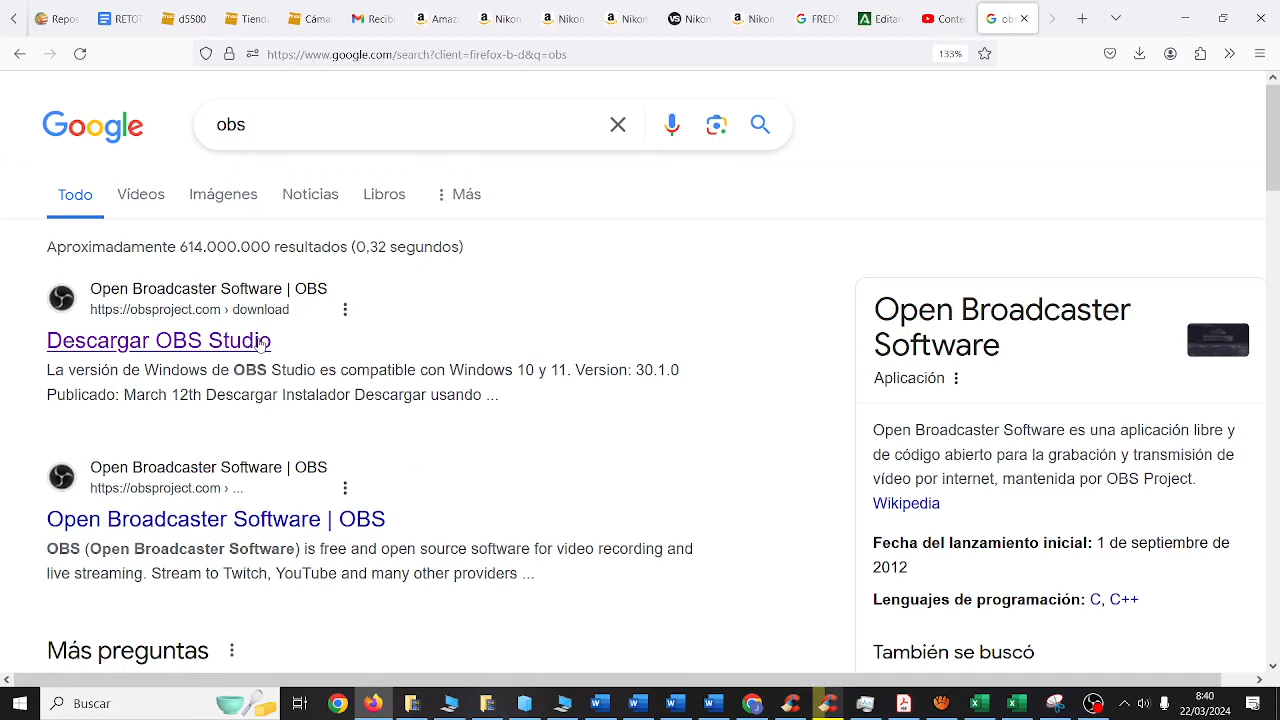 Repos
RETOT
d5500
Tiend
Cámar
Recib
Amaz
Nikon
Nikon
Nikon
Nikon
Nikon
FREDF
Editan
Conte
obs
https://www.google.com/search?client=firefox-b-d&q=obs
133%
Google
obs
Todo
Vídeos
Imágenes
Noticias
Libros
Más
Aproximadamente 614.000.000 resultados (0,32 segundos)
Open Broadcaster Software | OBS
https://obsproject.com › download
Descargar OBS Studio
La versión de Windows de OBS Studio es compatible con Windows 10 y 11. Version: 30.1.0
Publicado: March 12th Descargar Instalador Descargar usando ...
Open Broadcaster Software | OBS
https://obsproject.com › ...
Open Broadcaster Software | OBS
OBS (Open Broadcaster Software) is free and open source software for video recording and
live streaming. Stream to Twitch, YouTube and many other providers ...
Más preguntas
Open Broadcaster
Software
Aplicación
Open Broadcaster Software es una aplicación libre y
de código abierto para la grabación y transmisión de
vídeo por internet, mantenida por OBS Project.
Wikipedia
Fecha del lanzamiento inicial: 1 de septiembre de
2012
Lenguajes de programación: C, C++
También se buscó
Buscar
8:40
22/03/2024